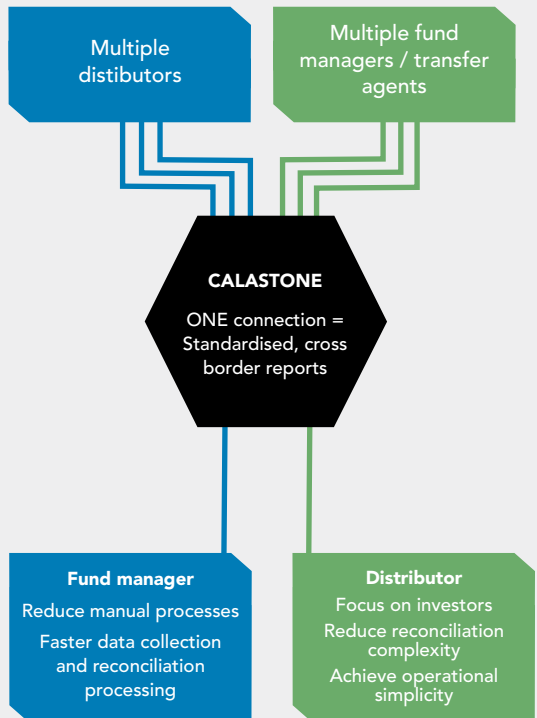 Multiple
distibutors
Multiple fund
managers / transfer
agents
CALASTONE
ONE connection =
Standardised, cross
border reports
Fund manager
Reduce manual processes
Faster data collection
and reconciliation
processing
Distributor
Focus on investors
Reduce reconciliation
complexity
Achieve operational
simplicity